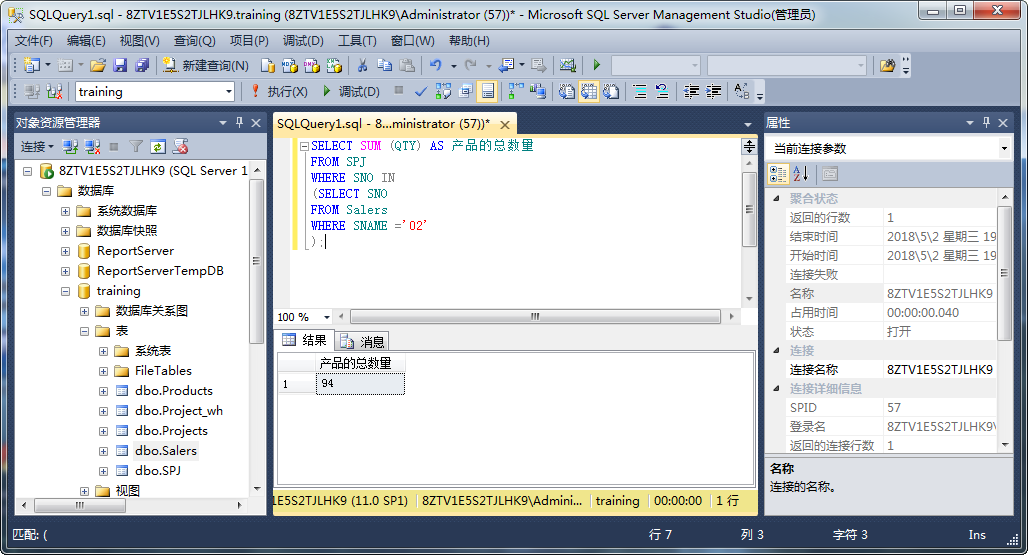 SQLQuery1.sql - 8ZTV1E5S2TJLHK9.training (8ZTV1E5S2TJLHK9\Administrator (57))* - Microsoft SQL Server Management Studio(管理员)
文件(F) 编辑(E) 视图(V) 查询(Q) 项目(P) 调试(D) 工具(T) 窗口(W) 帮助(H)
新建查询(N)
training 执行(X) 调试(D)
对象资源管理器
连接
8ZTV1E5S2TJLHK9 (SQL Server 1
数据库
系统数据库
数据库快照
ReportServer
ReportServerTempDB
training
数据库关系图
表
系统表
FileTables
dbo.Products
dbo.Project_wh
dbo.Projects
dbo.Salers
dbo.SPJ
视图
SQLQuery1.sql - 8...ministrator (57))*
SELECT SUM (QTY) AS 产品的总数量
FROM SPJ
WHERE SNO IN
(SELECT SNO
FROM Salers
WHERE SNAME ='02'
);
100 %
结果 消息
产品的总数量
1 94
1E5S2TJLHK9 (11.0 SP1) 8ZTV1E5S2TJLHK9\Admini... training 00:00:00 1 行
属性
当前连接参数
聚合状态
返回的行数 1
结束时间 2018\5\2 星期三 19
开始时间 2018\5\2 星期三 19
连接失败
名称 8ZTV1E5S2TJLHK9
占用时间 00:00:00.040
状态 打开
连接
连接名称 8ZTV1E5S2TJLHK9
连接详细信息
SPID 57
登录名 8ZTV1E5S2TJLHK9\
返回的连接行数 1
名称
连接的名称。
匹配: ( 行 7 列 3 字符 3 Ins